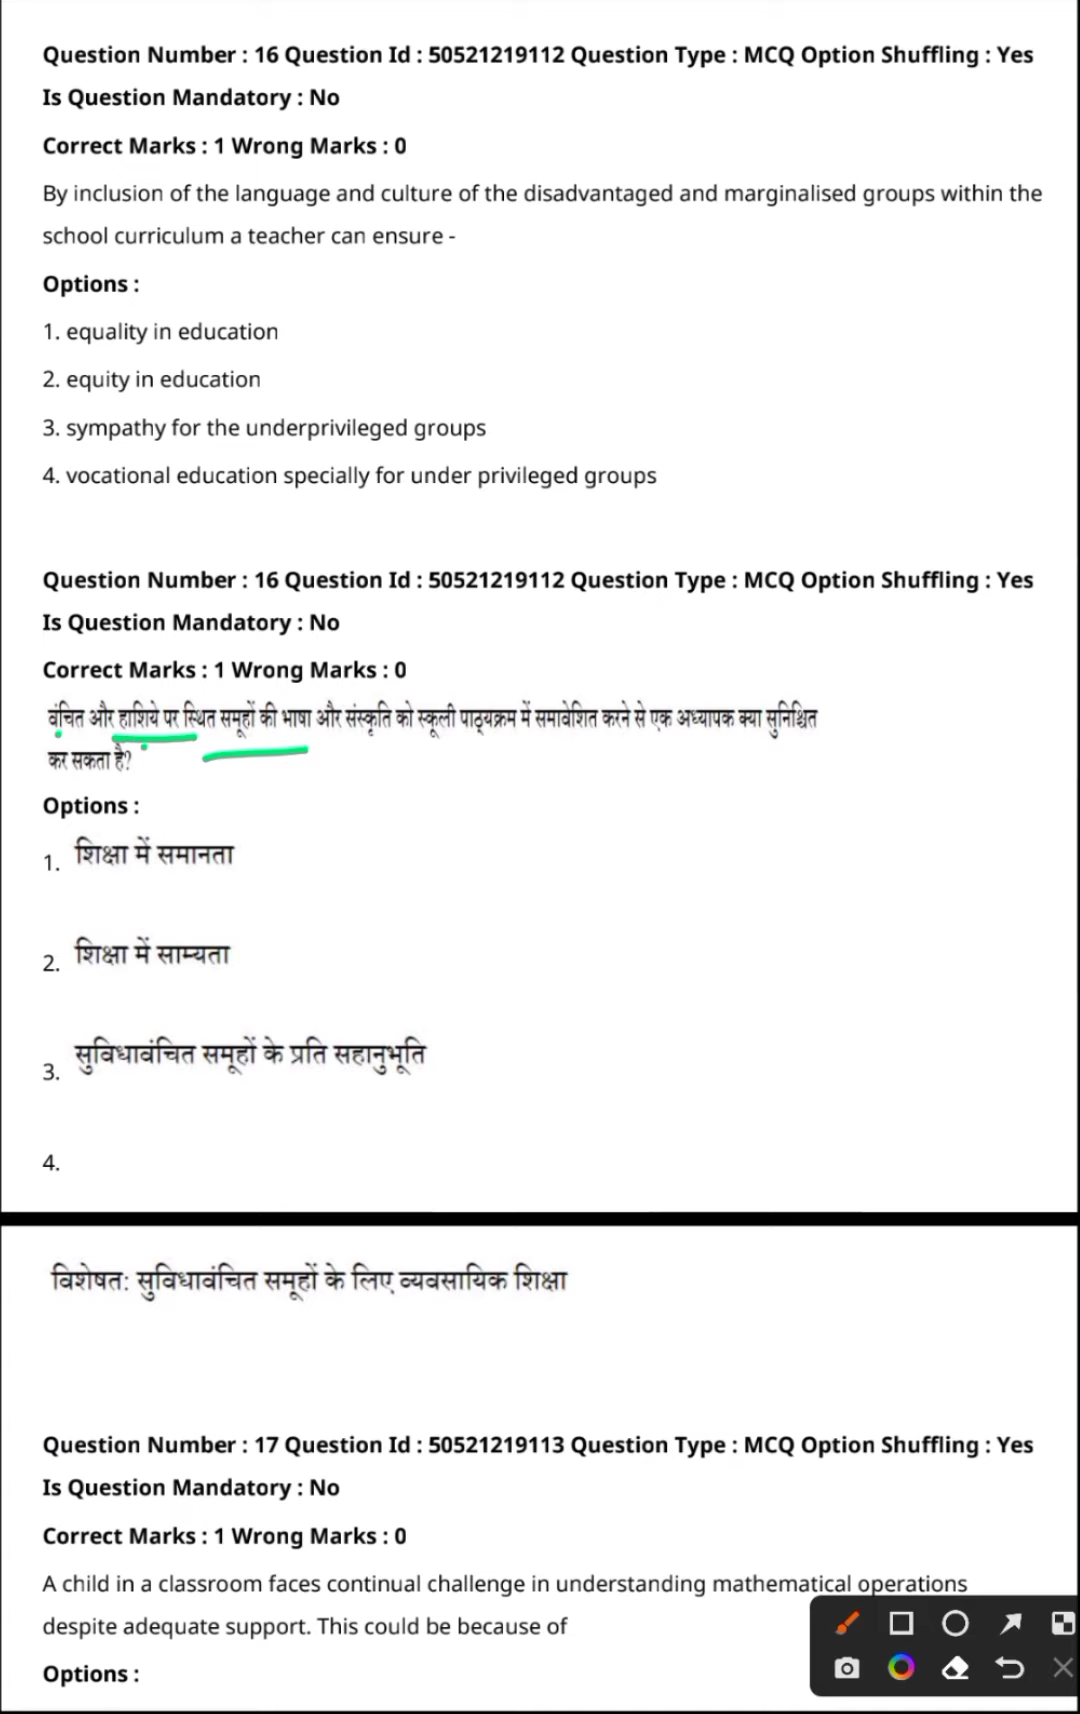 Question Number : 16 Question Id : 50521219112 Question Type : MCQ Option Shuffling : Yes
Is Question Mandatory : No
Correct Marks : 1 Wrong Marks : 0
By inclusion of the language and culture of the disadvantaged and marginalised groups within the
school curriculum a teacher can ensure -
Options :
1. equality in education
2. equity in education
3. sympathy for the underprivileged groups
4. vocational education specially for under privileged groups
Question Number : 16 Question Id : 50521219112 Question Type : MCQ Option Shuffling : Yes
Is Question Mandatory : No
Correct Marks : 1 Wrong Marks : 0
वंचित और हाशिये पर स्थित समूहों की भाषा और संस्कृति को स्कूली पाठ्यक्रम में समावेशित करने से एक अध्यापक क्या सुनिश्चित
कर सकता है?
Options :
1. शिक्षा में समानता
2. शिक्षा में साम्यता
3. सुविधावंचित समूहों के प्रति सहानुभूति
4.
विशेषत: सुविधावंचित समूहों के लिए व्यवसायिक शिक्षा
Question Number : 17 Question Id : 50521219113 Question Type : MCQ Option Shuffling : Yes
Is Question Mandatory : No
Correct Marks : 1 Wrong Marks : 0
A child in a classroom faces continual challenge in understanding mathematical operations
despite adequate support. This could be because of
Options :